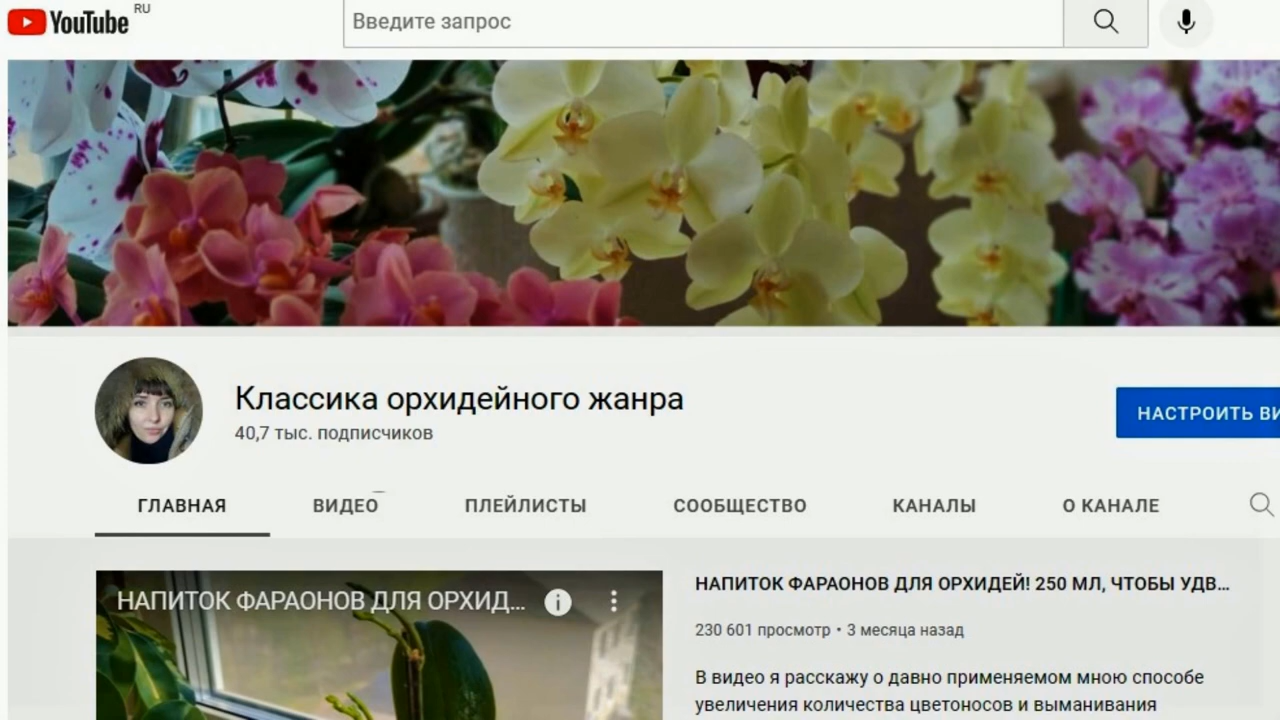 YouTube RU
Введите запрос
Классика орхидейного жанра
40,7 тыс. подписчиков
НАСТРОИТЬ ВИ
ГЛАВНАЯ ВИДЕО ПЛЕЙЛИСТЫ СООБЩЕСТВО КАНАЛЫ О КАНАЛЕ
НАПИТОК ФАРАОНОВ ДЛЯ ОРХИД...
НАПИТОК ФАРАОНОВ ДЛЯ ОРХИДЕЙ! 250 МЛ, ЧТОБЫ УДВ...
230 601 просмотр • 3 месяца назад
В видео я расскажу о давно применяемом мною способе
увеличения количества цветоносов и выманивания